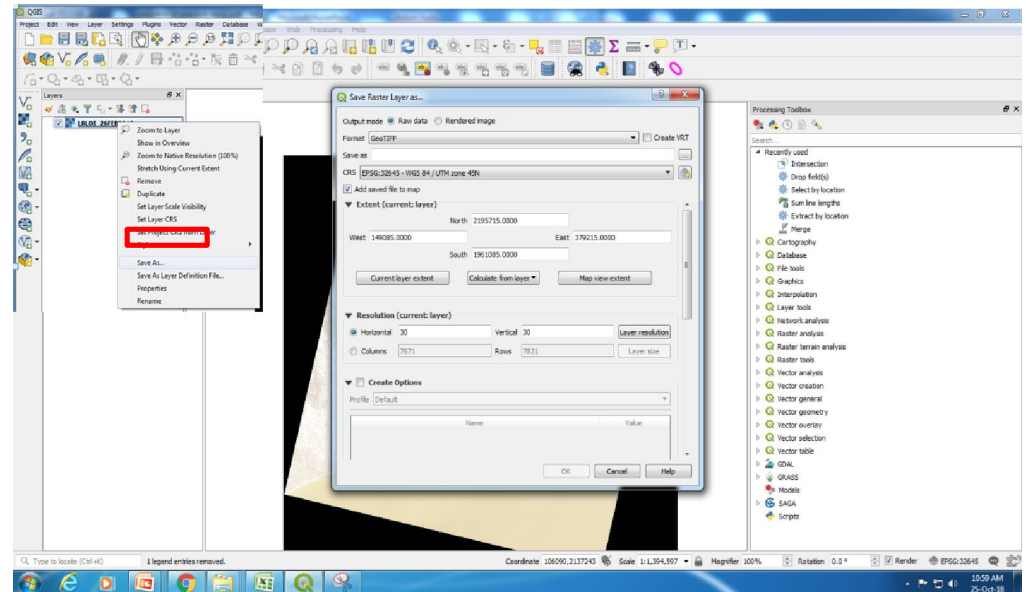 QGIS
Project Edit View Layer Settings Plugins Vector Raster Database W
Web Processing Help
Layers
L8LOI_26FEB
Zoom to Layer
Show in Overview
Zoom to Native Resolution (100%)
Stretch Using Current Extent
Remove
Duplicate
Set Layer Scale Visibility
Set Layer CRS
Set Project CRS from Layer
Save As...
Save As Layer Definition File...
Properties
Rename
Save Raster Layer as...
Output mode Raw data Rendered image
Format GeoTIFF Create VRT
Save as ...
CRS EPSG:32645 - WGS 84 / UTM zone 45N
Add saved file to map
Extent (current: layer)
North 2195715.0000
West 149085.0000 East 379215.0000
South 1961085.0000
Current layer extent Calculate from layer Map view extent
Resolution (current: layer)
Horizontal 30 Vertical 30 Layer resolution
Columns 7671 Rows 7821 Layer size
Create Options
Profile Default
Name Value
OK Cancel Help
Processing Toolbox
Search...
Recently used
Intersection
Drop field(s)
Select by location
Sum line lengths
Extract by location
Merge
Cartography
Database
File tools
Graphics
Interpolation
Layer tools
Network analysis
Raster analysis
Raster terrain analysis
Raster tools
Vector analysis
Vector creation
Vector general
Vector geometry
Vector overlay
Vector selection
Vector table
GDAL
GRASS
Models
SAGA
Scripts
Type to locate (Ctrl+K) 1 legend entries removed. Coordinate 106090,2137243 Scale 1:1,394,597 Magnifier 100% Rotation 0.0 ° Render EPSG:32645
10:59 AM
25-Oct-18